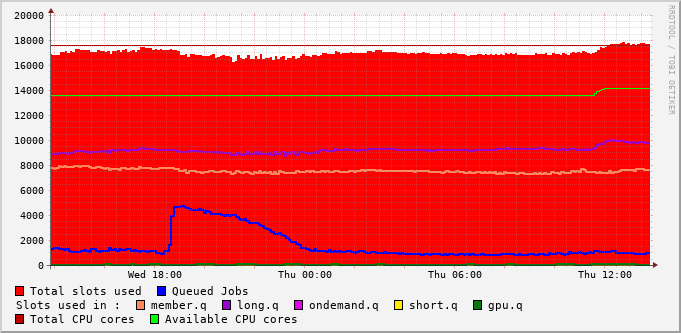 20000
18000
16000
14000
12000
10000
8000
6000
4000
2000
0
Wed 18:00 Thu 00:00 Thu 06:00 Thu 12:00
RRDTOOL / TOBI OETIKER
Total slots used Queued Jobs
Slots used in : member.q long.q ondemand.q short.q gpu.q
Total CPU cores Available CPU cores